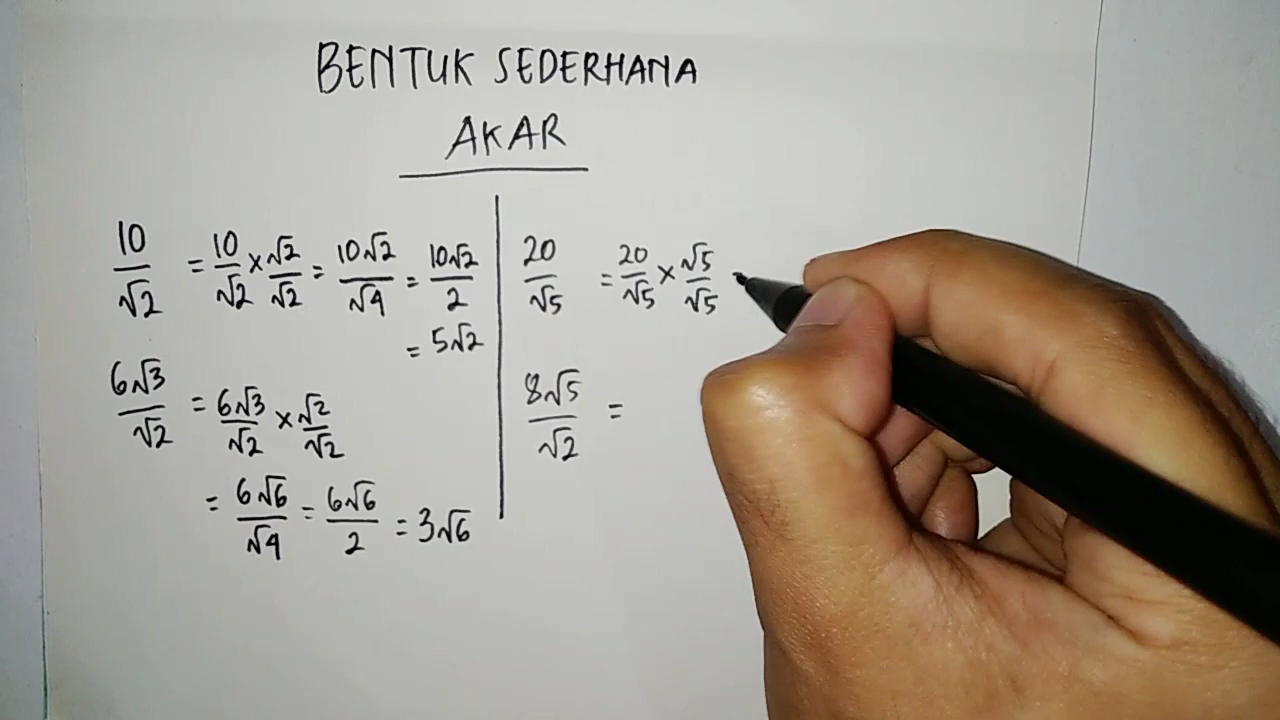 BENTUK SEDERHANA
AKAR
10/√2 = 10/√2 × √2/√2 = 10√2/√4 = 10√2/2
= 5√2
6√3/√2 = 6√3/√2 × √2/√2
= 6√6/√4 = 6√6/2 = 3√6
20/√5 = 20/√5 × √5/√5
8√5/√2 =